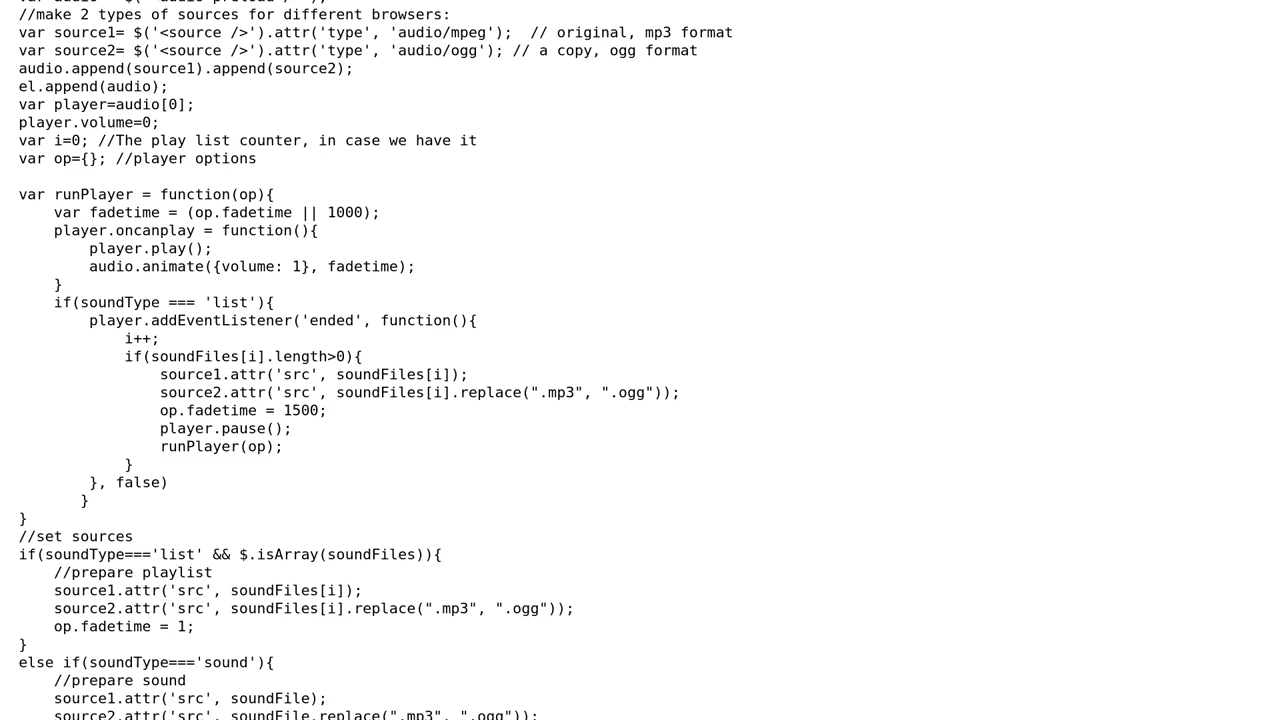 //make 2 types of sources for different browsers:
var source1= $('<source />').attr('type', 'audio/mpeg');  // original, mp3 format
var source2= $('<source />').attr('type', 'audio/ogg'); // a copy, ogg format
audio.append(source1).append(source2);
el.append(audio);
var player=audio[0];
player.volume=0;
var i=0; //The play list counter, in case we have it
var op={}; //player options

var runPlayer = function(op){
    var fadetime = (op.fadetime || 1000);
    player.oncanplay = function(){
        player.play();
        audio.animate({volume: 1}, fadetime);
    }
    if(soundType === 'list'){
        player.addEventListener('ended', function(){
            i++;
            if(soundFiles[i].length>0){
                source1.attr('src', soundFiles[i]);
                source2.attr('src', soundFiles[i].replace(".mp3", ".ogg"));
                op.fadetime = 1500;
                player.pause();
                runPlayer(op);
            }
        }, false)
       }
}
//set sources
if(soundType==='list' && $.isArray(soundFiles)){
    //prepare playlist
    source1.attr('src', soundFiles[i]);
    source2.attr('src', soundFiles[i].replace(".mp3", ".ogg"));
    op.fadetime = 1;
}
else if(soundType==='sound'){
    //prepare sound
    source1.attr('src', soundFile);
    source2.attr('src', soundFile.replace(".mp3", ".ogg"));